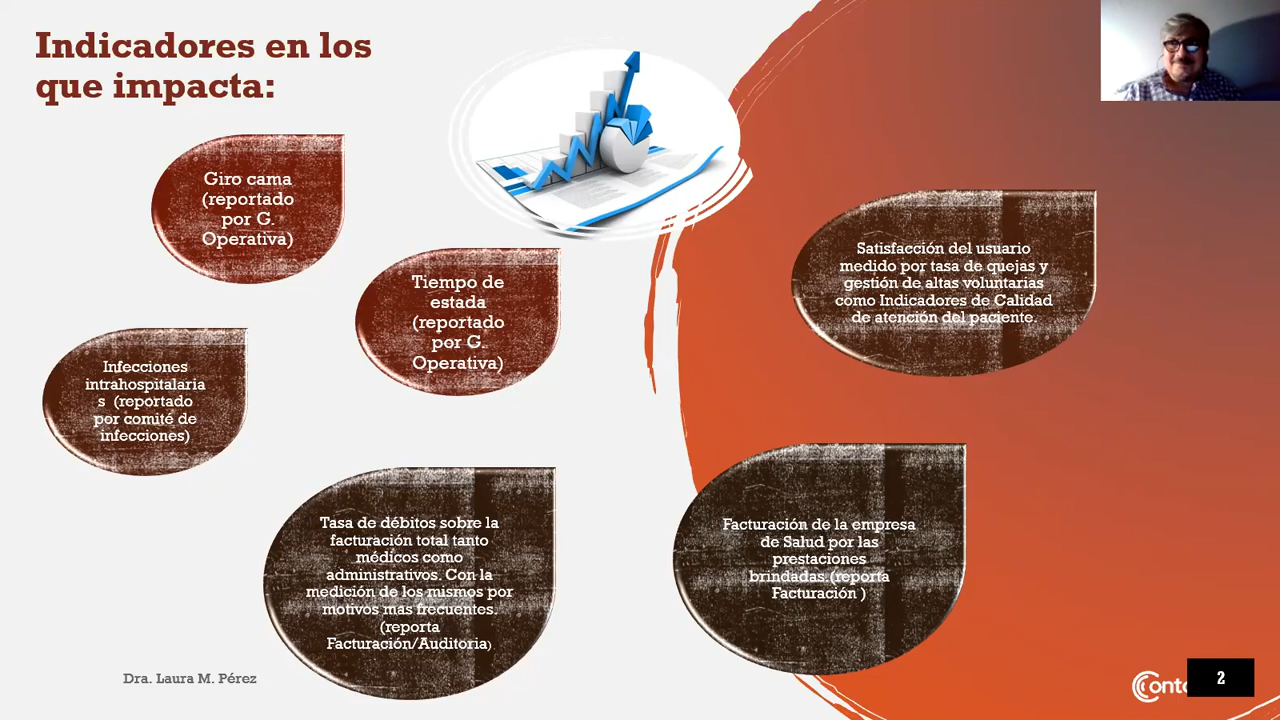 Indicadores en los
que impacta:
Giro cama
(reportado
por G.
Operativa)
Tiempo de
estada
(reportado
por G.
Operativa)
Satisfacción del usuario
medido por tasa de quejas y
gestión de altas voluntarias
como Indicadores de Calidad
de atención del paciente.
Infecciones
intrahospitalaria
s (reportado
por comité de
infecciones)
Tasa de débitos sobre la
facturación total tanto
médicos como
administrativos. Con la
medición de los mismos por
motivos mas frecuentes.
(reporta
Facturación/Auditoria)
Facturación de la empresa
de Salud por las
prestaciones
brindadas.(reporta
Facturación )
Dra. Laura M. Pérez
2